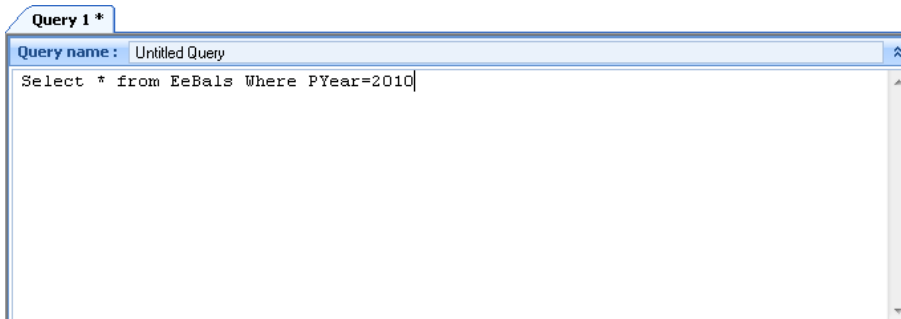 Query 1 *
Query name : Untitled Query
Select * from EeBals Where PYear=2010